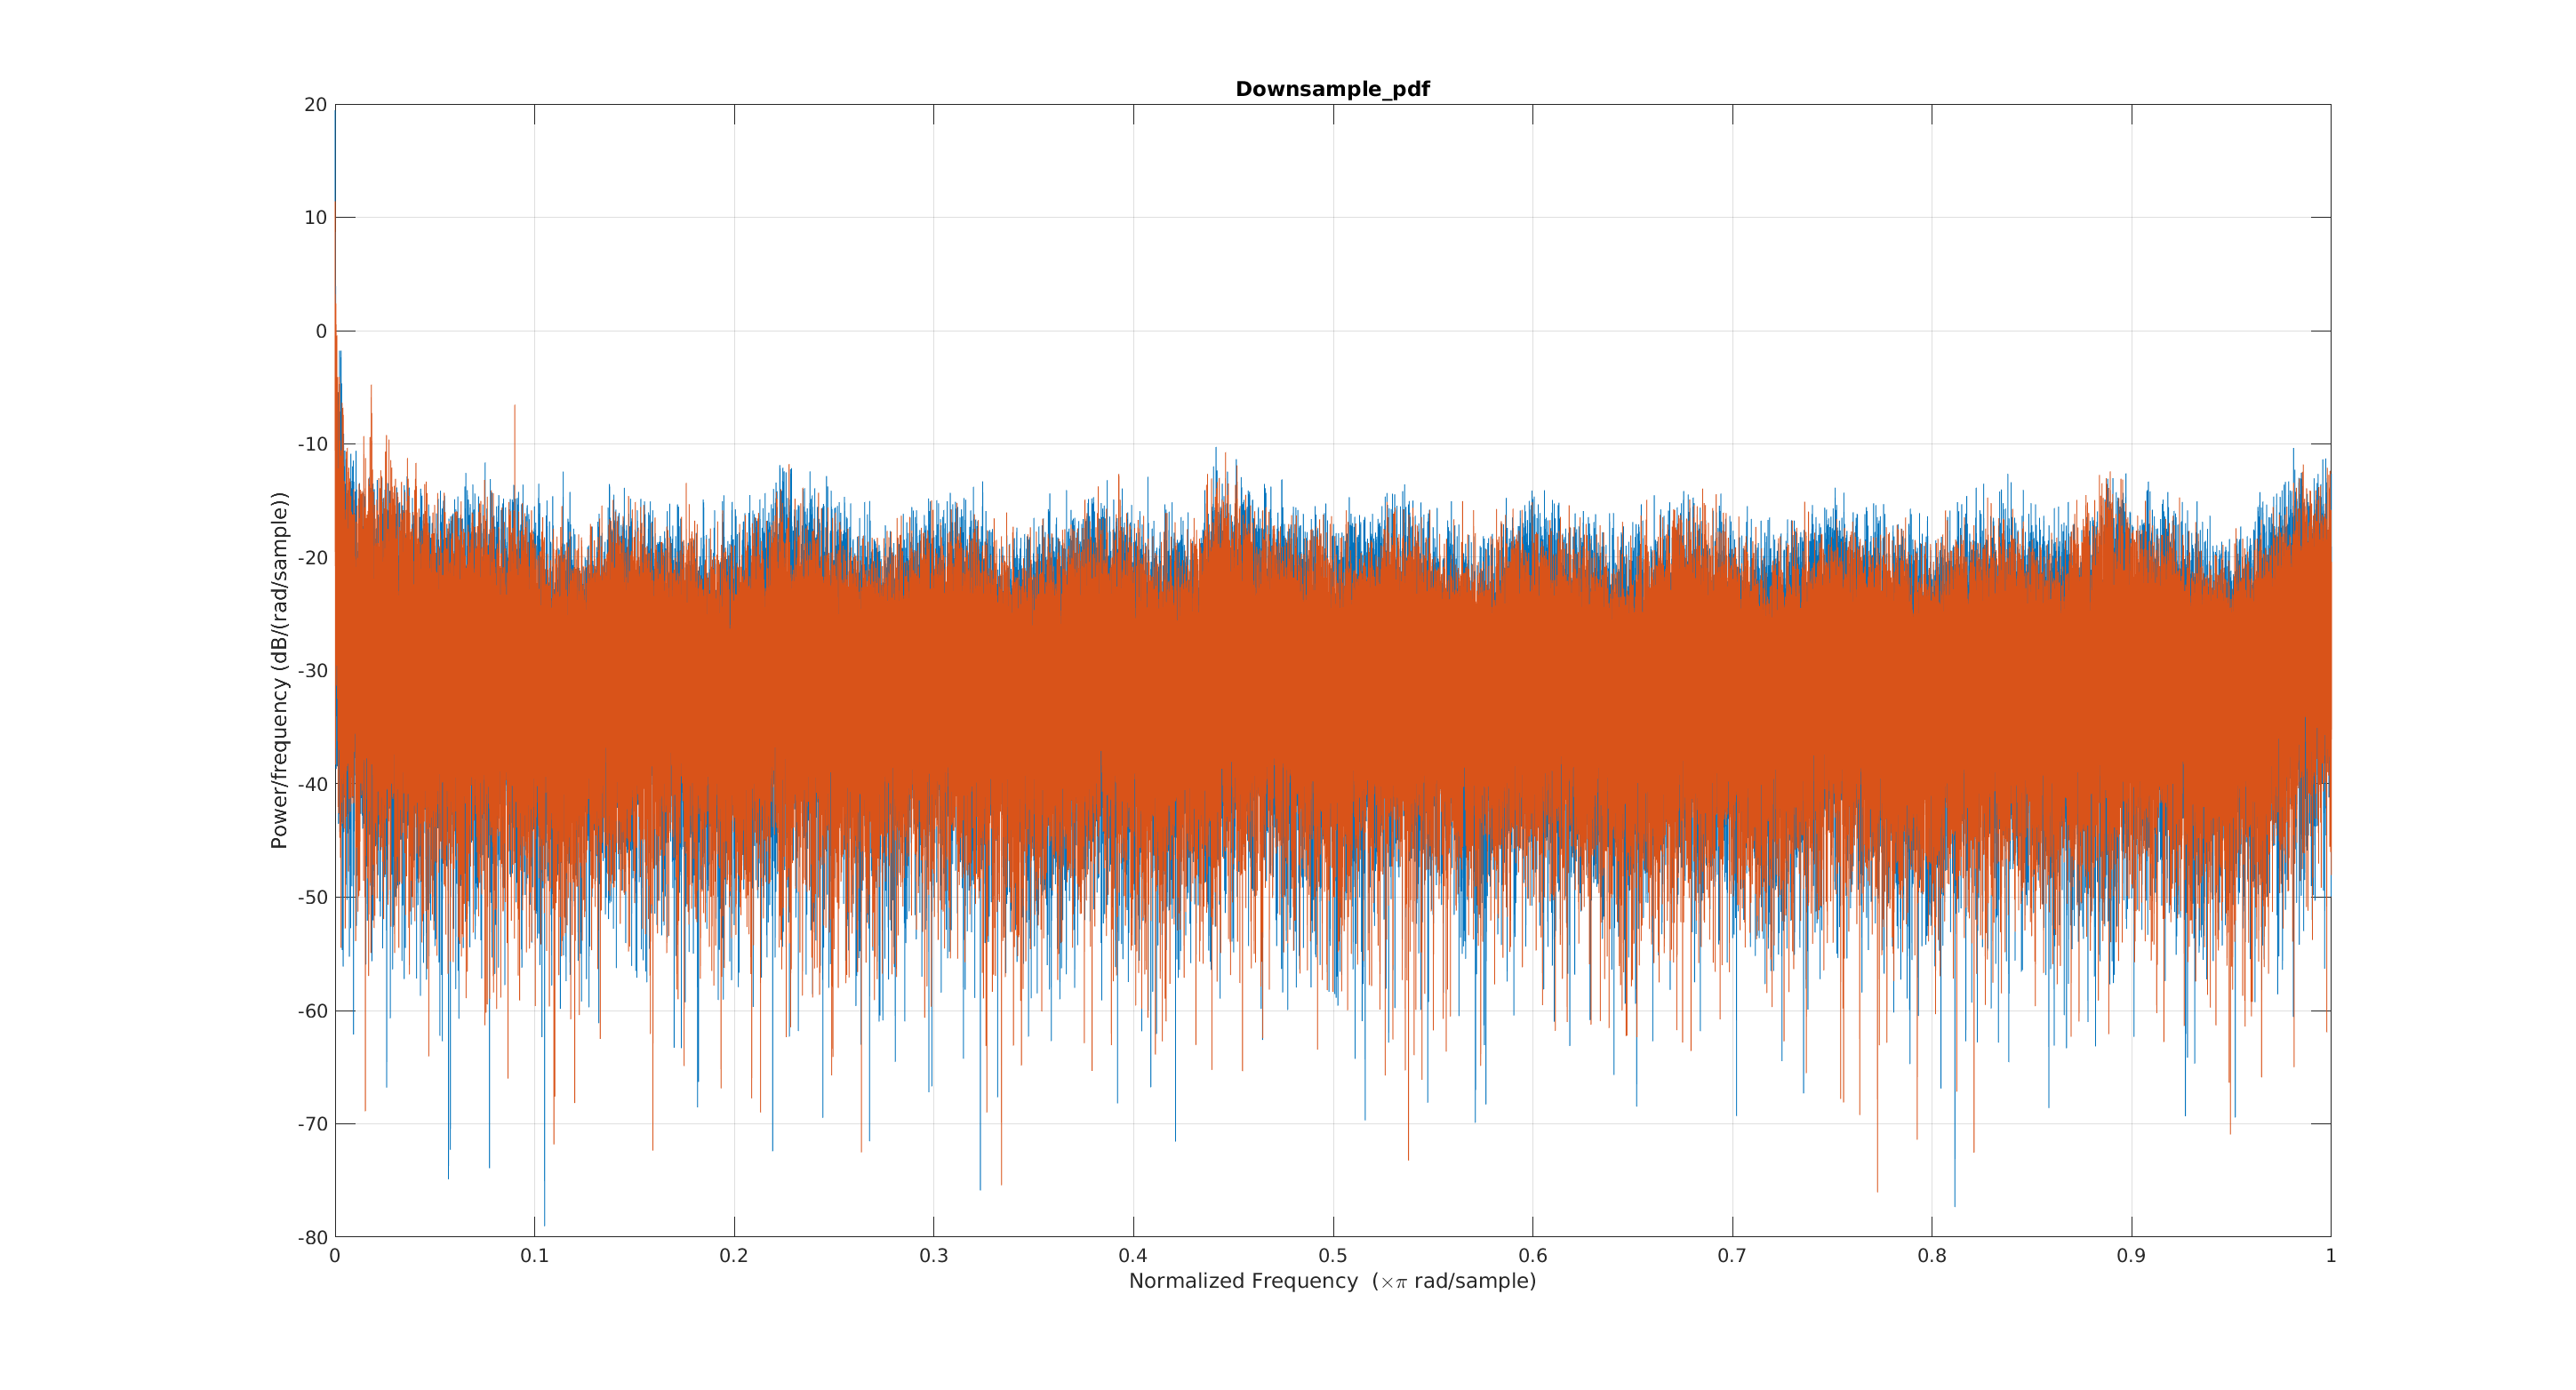 Downsample_pdf
20
10
0
-10
-20
-30
-40
-50
-60
-70
-80
Power/frequency (dB/(rad/sample))
0 0.1 0.2 0.3 0.4 0.5 0.6 0.7 0.8 0.9 1
Normalized Frequency (×π rad/sample)